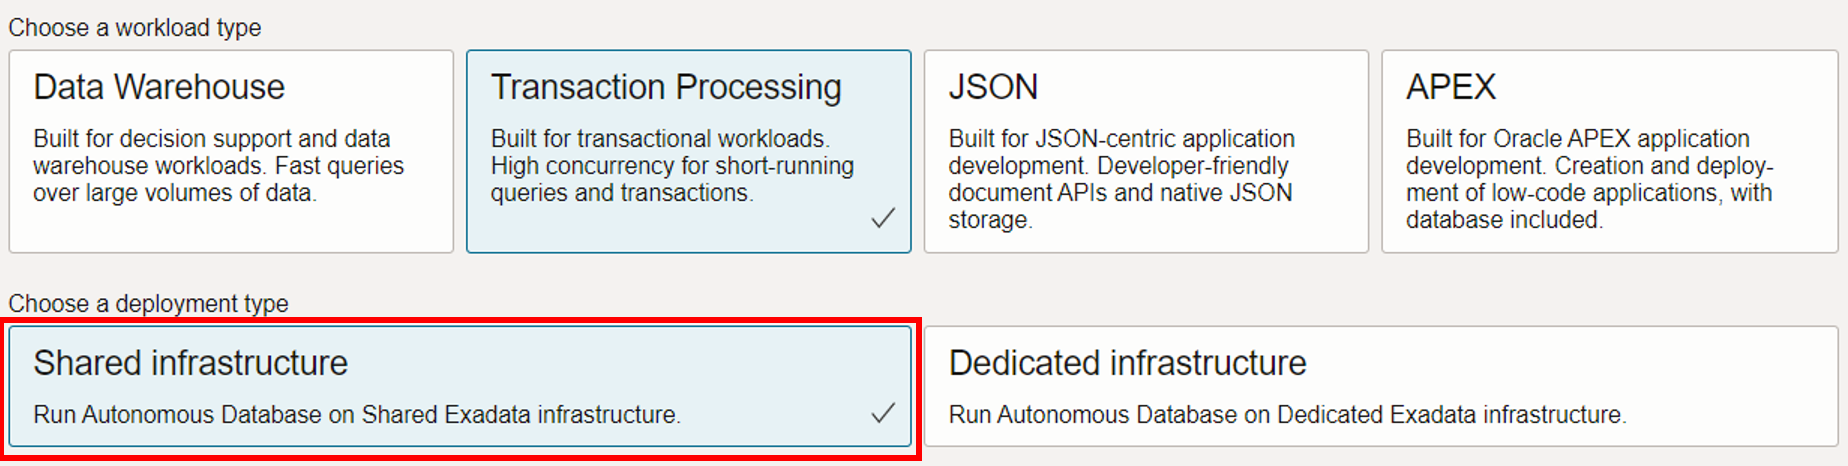 Choose a workload type
Data Warehouse
Built for decision support and data
warehouse workloads. Fast queries
over large volumes of data.
Transaction Processing
Built for transactional workloads.
High concurrency for short-running
queries and transactions.
JSON
Built for JSON-centric application
development. Developer-friendly
document APIs and native JSON
storage.
APEX
Built for Oracle APEX application
development. Creation and deploy-
ment of low-code applications, with
database included.
Choose a deployment type
Shared infrastructure
Run Autonomous Database on Shared Exadata infrastructure.
Dedicated infrastructure
Run Autonomous Database on Dedicated Exadata infrastructure.